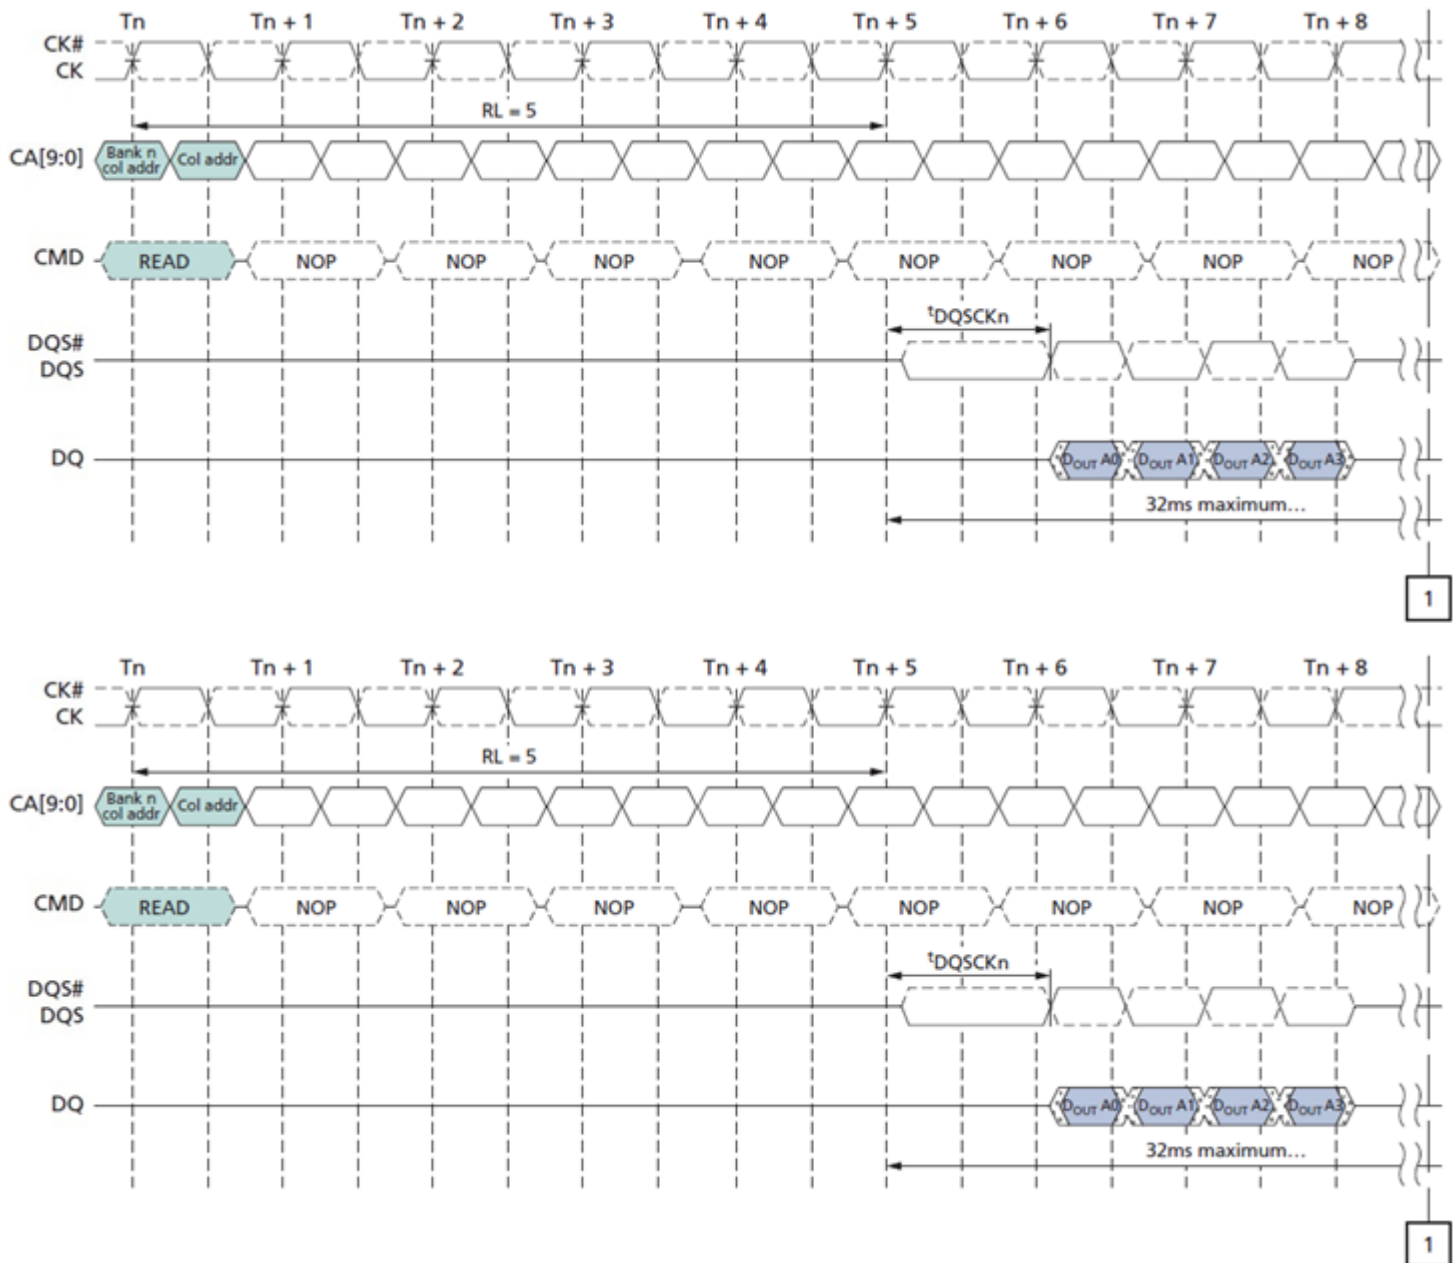 Tn Tn + 1 Tn + 2 Tn + 3 Tn + 4 Tn + 5 Tn + 6 Tn + 7 Tn + 8
CK#
CK
RL = 5
CA[9:0] Bank n col addr Col addr
CMD READ NOP NOP NOP NOP NOP NOP NOP NOP
tDQSCKn
DQS#
DQS
DQ DOUT A0 DOUT A1 DOUT A2 DOUT A3
32ms maximum…
1
Tn Tn + 1 Tn + 2 Tn + 3 Tn + 4 Tn + 5 Tn + 6 Tn + 7 Tn + 8
CK#
CK
RL = 5
CA[9:0] Bank n col addr Col addr
CMD READ NOP NOP NOP NOP NOP NOP NOP NOP
tDQSCKn
DQS#
DQS
DQ DOUT A0 DOUT A1 DOUT A2 DOUT A3
32ms maximum…
1